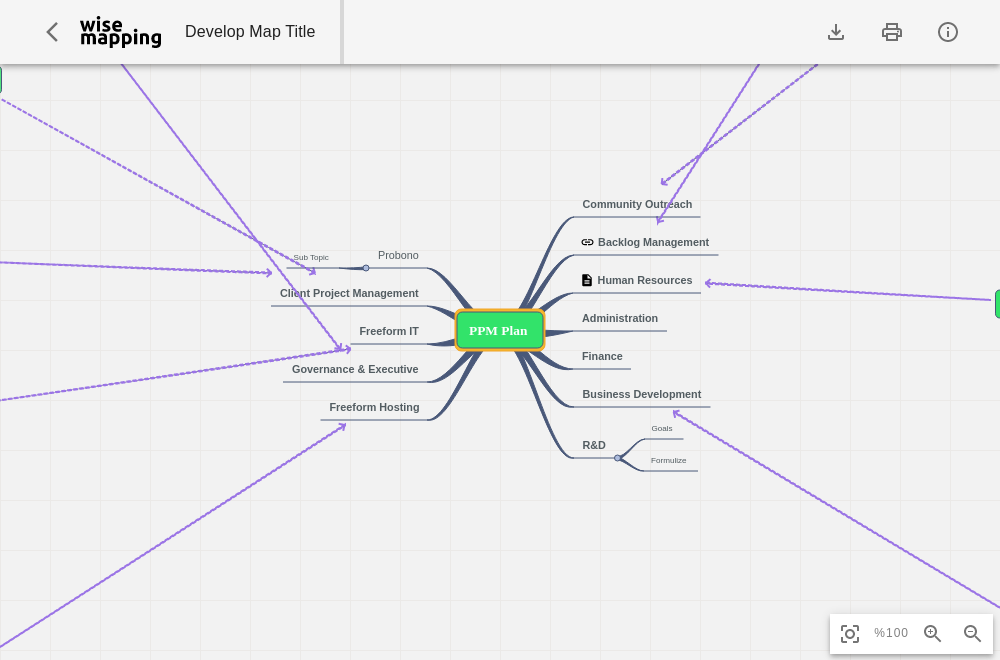 wise
mapping
Develop Map Title
Community Outreach
Backlog Management
Human Resources
Administration
Finance
Business Development
R&D
Goals
Formulize
PPM Plan
Probono
Sub Topic
Client Project Management
Freeform IT
Governance & Executive
Freeform Hosting
%100